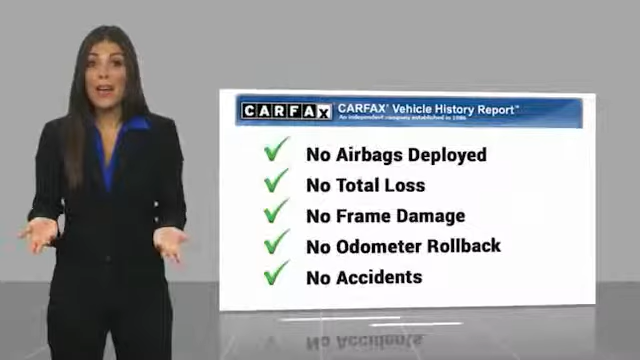 CARFAX CARFAX® Vehicle History Report™
An independent company established in 1986
No Airbags Deployed
No Total Loss
No Frame Damage
No Odometer Rollback
No Accidents